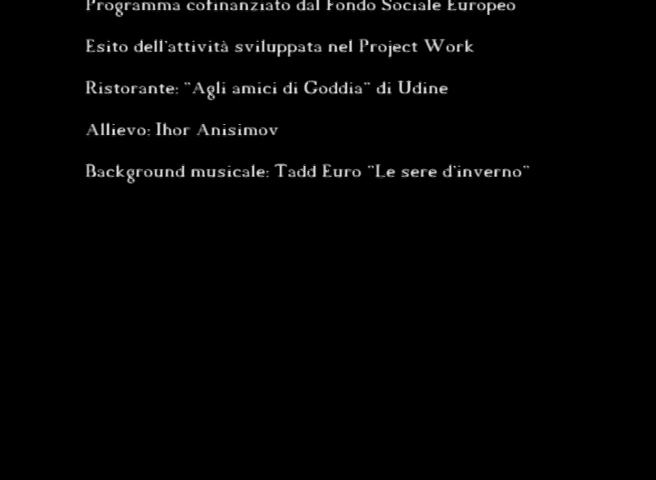 Programma cofinanziato dal Fondo Sociale Europeo
Esito dell'attività sviluppata nel Project Work
Ristorante: "Agli amici di Goddia" di Udine
Allievo: Ihor Anisimov
Background musicale: Tadd Euro "Le sere d'inverno"